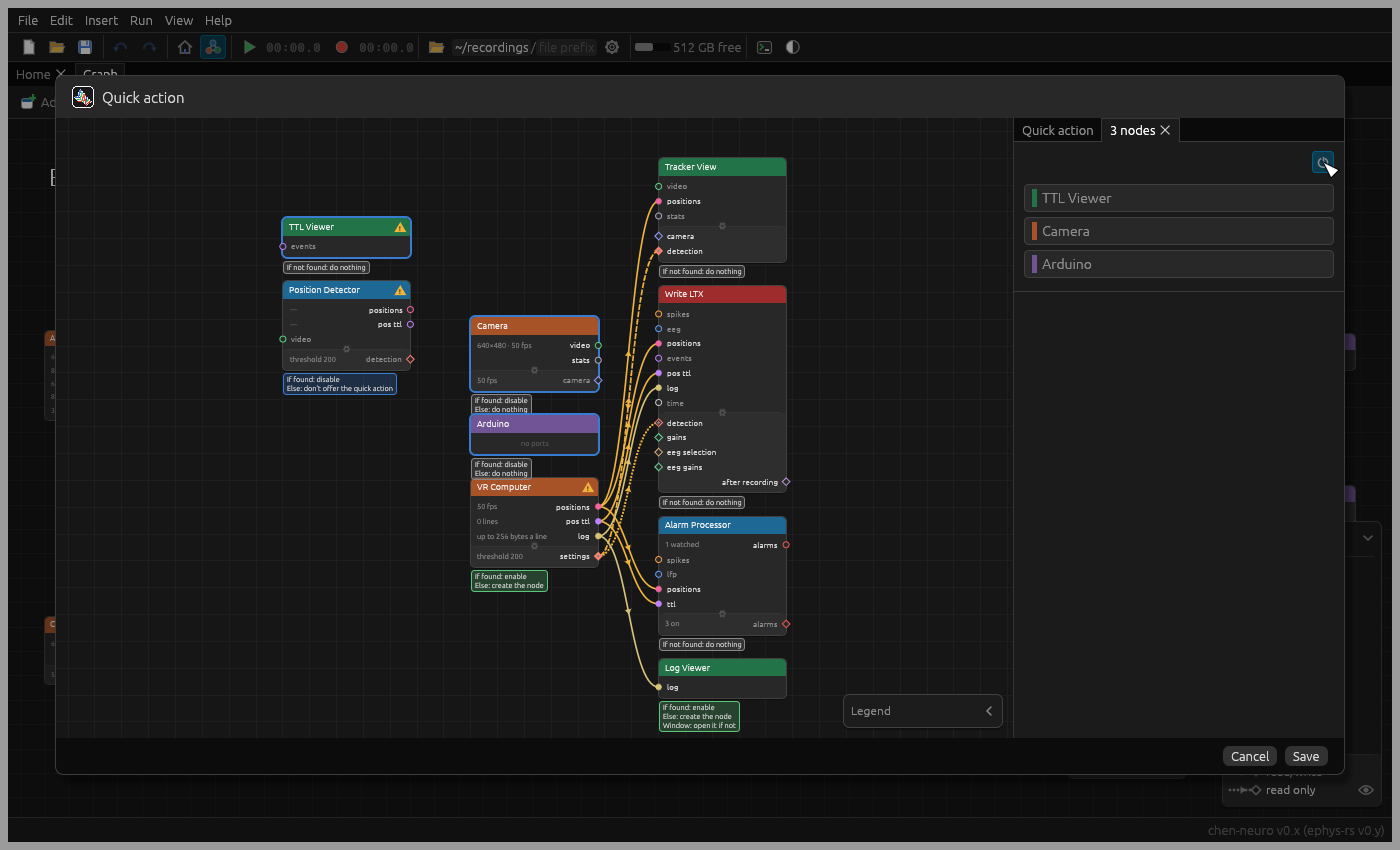 File Edit Insert Run View Help
00:00.0 00:00.0 ~/recordings / file prefix 512 GB free
Home Graph
Quick action
Quick action 3 nodes
TTL Viewer
Camera
Arduino
TTL Viewer
events
If not found: do nothing
Position Detector
positions
pos ttl
video
threshold 200 detection
If found: disable
Else: don't offer the quick action
Camera
640×480 · 50 fps video
stats
50 fps camera
If found: disable
Else: do nothing
Arduino
no ports
If found: disable
Else: do nothing
VR Computer
50 fps positions
0 lines pos ttl
up to 256 bytes a line log
threshold 200 settings
If found: enable
Else: create the node
Tracker View
video
positions
stats
camera
detection
If not found: do nothing
Write LTX
spikes
eeg
positions
events
pos ttl
log
time
detection
gains
eeg selection
eeg gains
after recording
If not found: do nothing
Alarm Processor
1 watched alarms
spikes
lfp
positions
ttl
3 on alarms
If not found: do nothing
Log Viewer
log
If found: enable
Else: create the node
Window: open it if not
Legend
Cancel Save
read only
chen-neuro v0.x (ephys-rs v0.y)